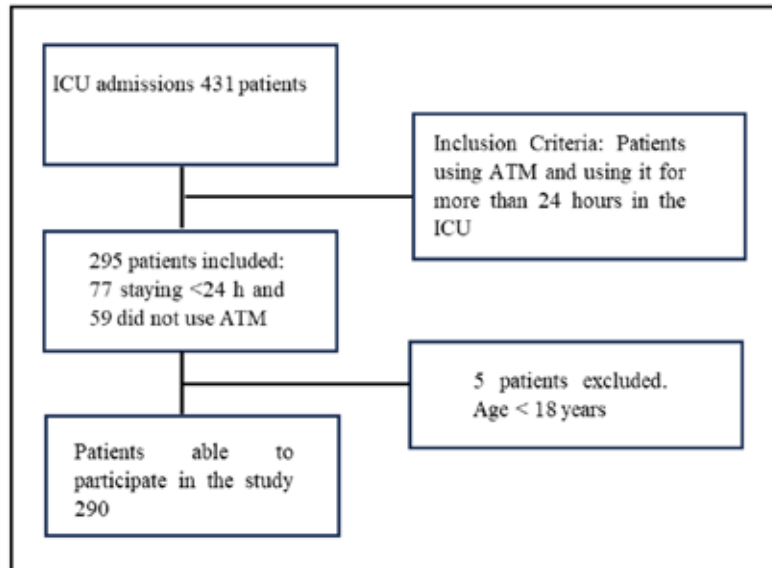 ICU admissions 431 patients
Inclusion Criteria: Patients
using ATM and using it for
more than 24 hours in the
ICU
295 patients included:
77 staying <24 h and
59 did not use ATM
5 patients excluded.
Age < 18 years
Patients able to
participate in the study
290